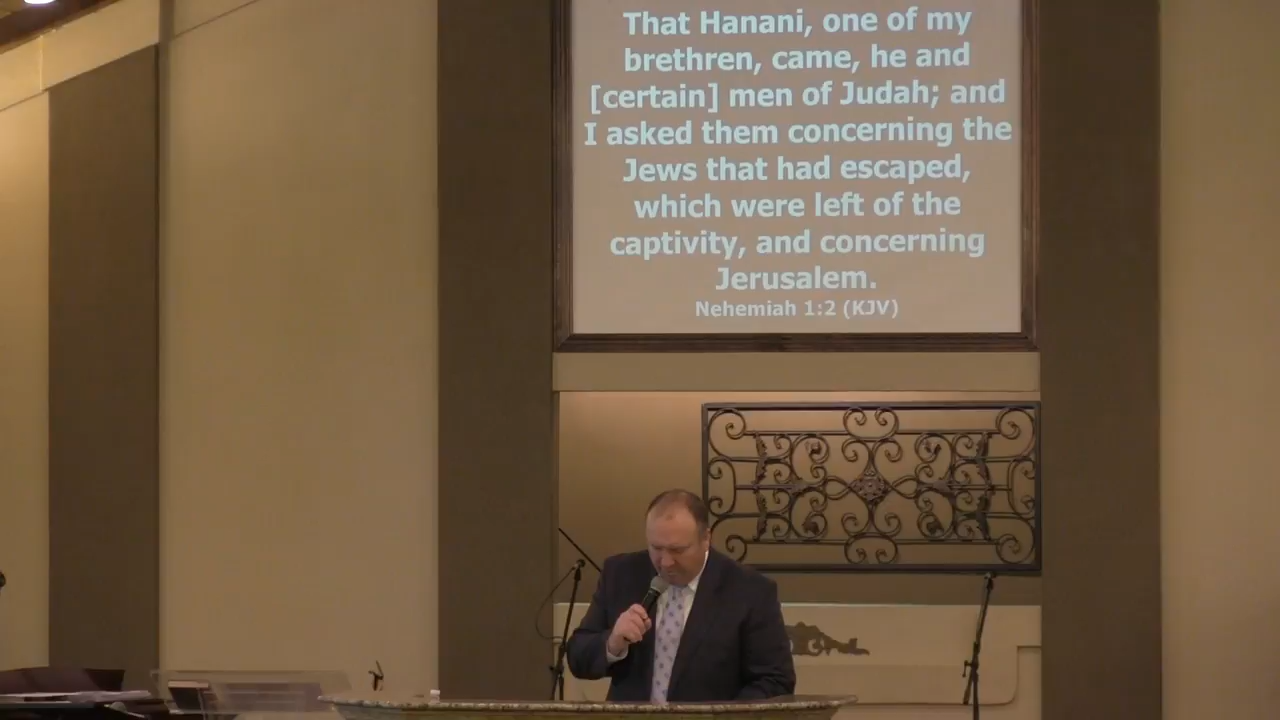 That Hanani, one of my
brethren, came, he and
[certain] men of Judah; and
I asked them concerning the
Jews that had escaped,
which were left of the
captivity, and concerning
Jerusalem.
Nehemiah 1:2 (KJV)